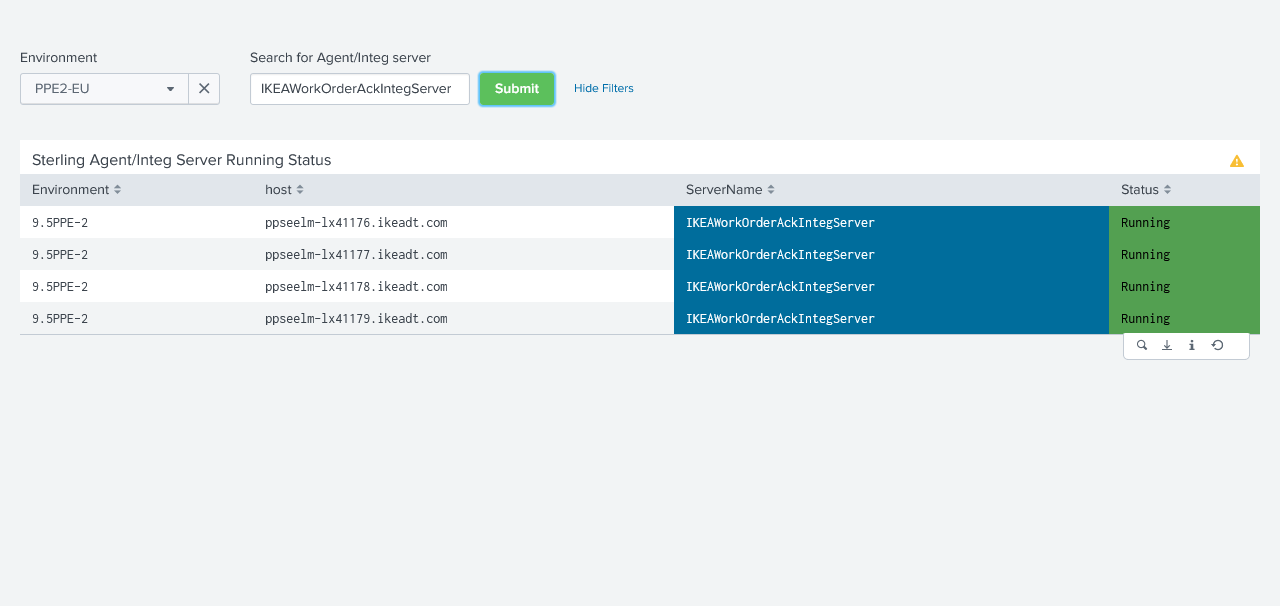 Environment
Search for Agent/Integ server
PPE2-EU
IKEAWorkOrderAckIntegServer
Submit
Hide Filters
Sterling Agent/Integ Server Running Status
Environment host ServerName Status
9.5PPE-2 ppseelm-lx41176.ikeadt.com IKEAWorkOrderAckIntegServer Running
9.5PPE-2 ppseelm-lx41177.ikeadt.com IKEAWorkOrderAckIntegServer Running
9.5PPE-2 ppseelm-lx41178.ikeadt.com IKEAWorkOrderAckIntegServer Running
9.5PPE-2 ppseelm-lx41179.ikeadt.com IKEAWorkOrderAckIntegServer Running